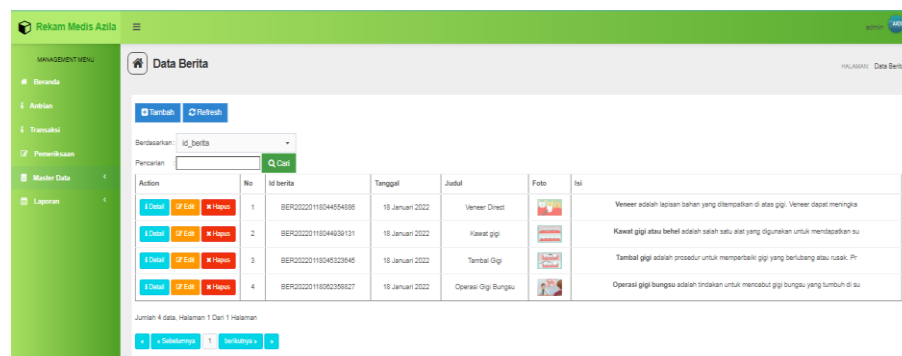 Rekam Medis Azila
admin
MANAGEMENT MENU
Data Berita
HALAMAN: Data Berita
Beranda
Antrian
Transaksi
Pemeriksaan
Master Data
Laporan
Tambah Refresh
Berdasarkan: id_berita
Pencarian : Cari
Action No Id berita Tanggal Judul Foto Isi
Detail Edit Hapus 1 BER20220118044554886 18 Januari 2022 Veneer Direct Veneer adalah lapisan bahan yang ditempatkan di atas gigi. Veneer dapat meningka
Detail Edit Hapus 2 BER20220118044939131 18 Januari 2022 Kawat gigi Kawat gigi atau behel adalah salah satu alat yang digunakan untuk mendapatkan su
Detail Edit Hapus 3 BER20220118045323646 18 Januari 2022 Tambal Gigi Tambal gigi adalah prosedur untuk memperbaiki gigi yang berlubang atau rusak. Pr
Detail Edit Hapus 4 BER20220118062358827 18 Januari 2022 Operasi Gigi Bungsu Operasi gigi bungsu adalah tindakan untuk mencabut gigi bungsu yang tumbuh di su
Jumlah 4 data, Halaman 1 Dari 1 Halaman
« « Sebelumnya 1 berikutnya » »